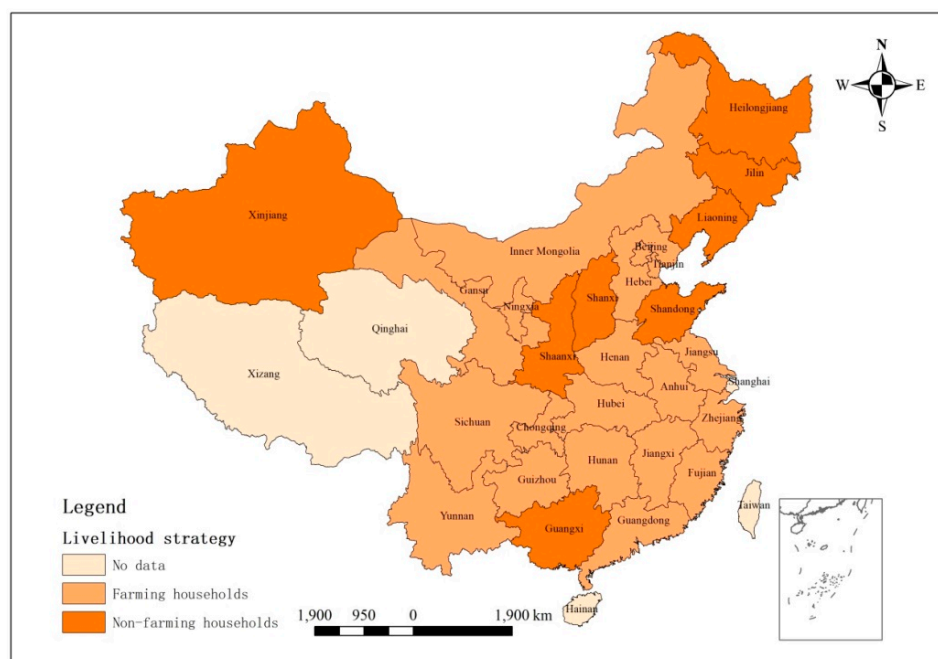 N
W E
S
Heilongjiang
Jilin
Liaoning
Xinjiang
Inner Mongolia
Beijing
Tianjin
Hebei
Gansu
Ningxia
Shanxi
Shandong
Qinghai
Shaanxi
Henan
Jiangsu
Xizang
Anhui
Shanghai
Hubei
Zhejiang
Sichuan
Chongqing
Hunan
Jiangxi
Guizhou
Fujian
Yunnan
Guangxi
Guangdong
Taiwan
Hainan
Legend
Livelihood strategy
No data
Farming households
Non-farming households
1,900 950 0 1,900 km